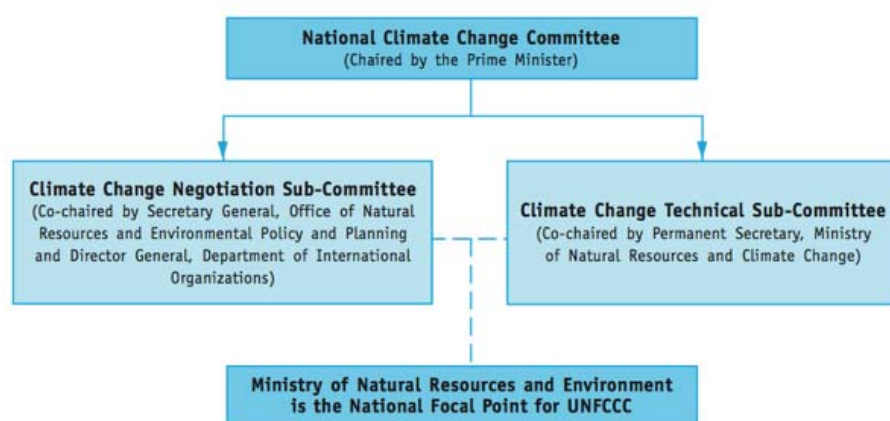 National Climate Change Committee
(Chaired by the Prime Minister)
Climate Change Negotiation Sub-Committee
(Co-chaired by Secretary General, Office of Natural
Resources and Environmental Policy and Planning
and Director General, Department of International
Organizations)
Climate Change Technical Sub-Committee
(Co-chaired by Permanent Secretary, Ministry
of Natural Resources and Climate Change)
Ministry of Natural Resources and Environment
is the National Focal Point for UNFCCC